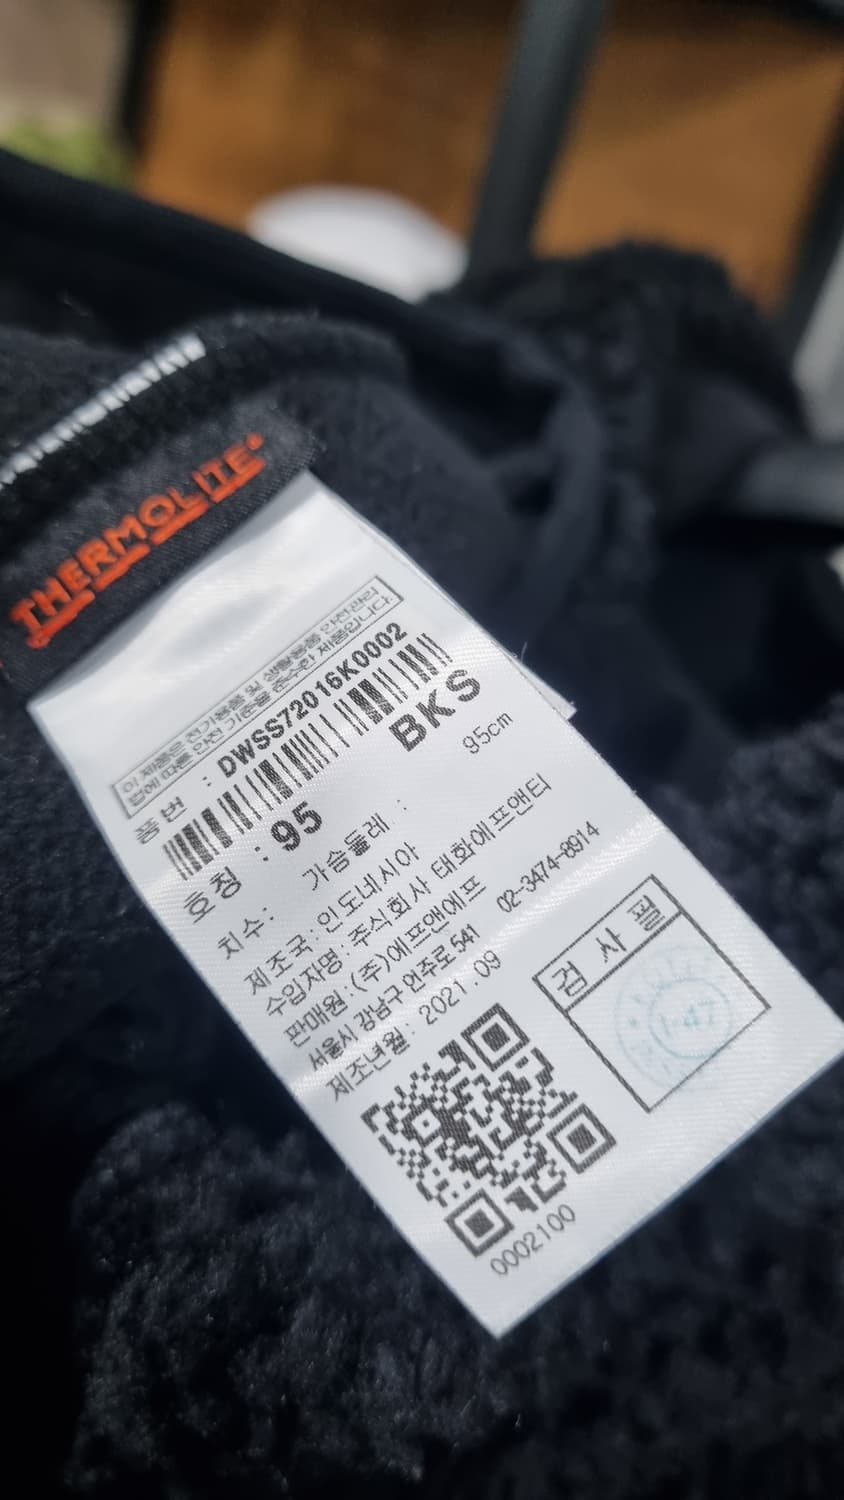 THERMOLITE®
이 제품은 전기용품 및 생활용품 안전관리
법에 따른 안전 기준을 준수한 제품입니다.
품번 : DWSS72016K0002
BKS
호칭 : 95
치수: 가슴둘레 : 95cm
제조국: 인도네시아
수입자명: 주식회사 태화에프앤티
판매원: (주)에프앤에프 02-3474-8914
서울시 강남구 언주로 541
제조년월: 2021.09
검사필
1-47
0002100